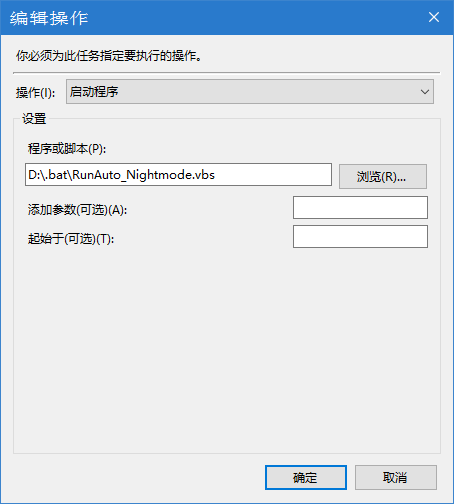 编辑操作
你必须为此任务指定要执行的操作。
操作(I): 启动程序
设置
程序或脚本(P):
D:\.bat\RunAuto_Nightmode.vbs 浏览(R)...
添加参数(可选)(A):
起始于(可选)(T):
确定 取消